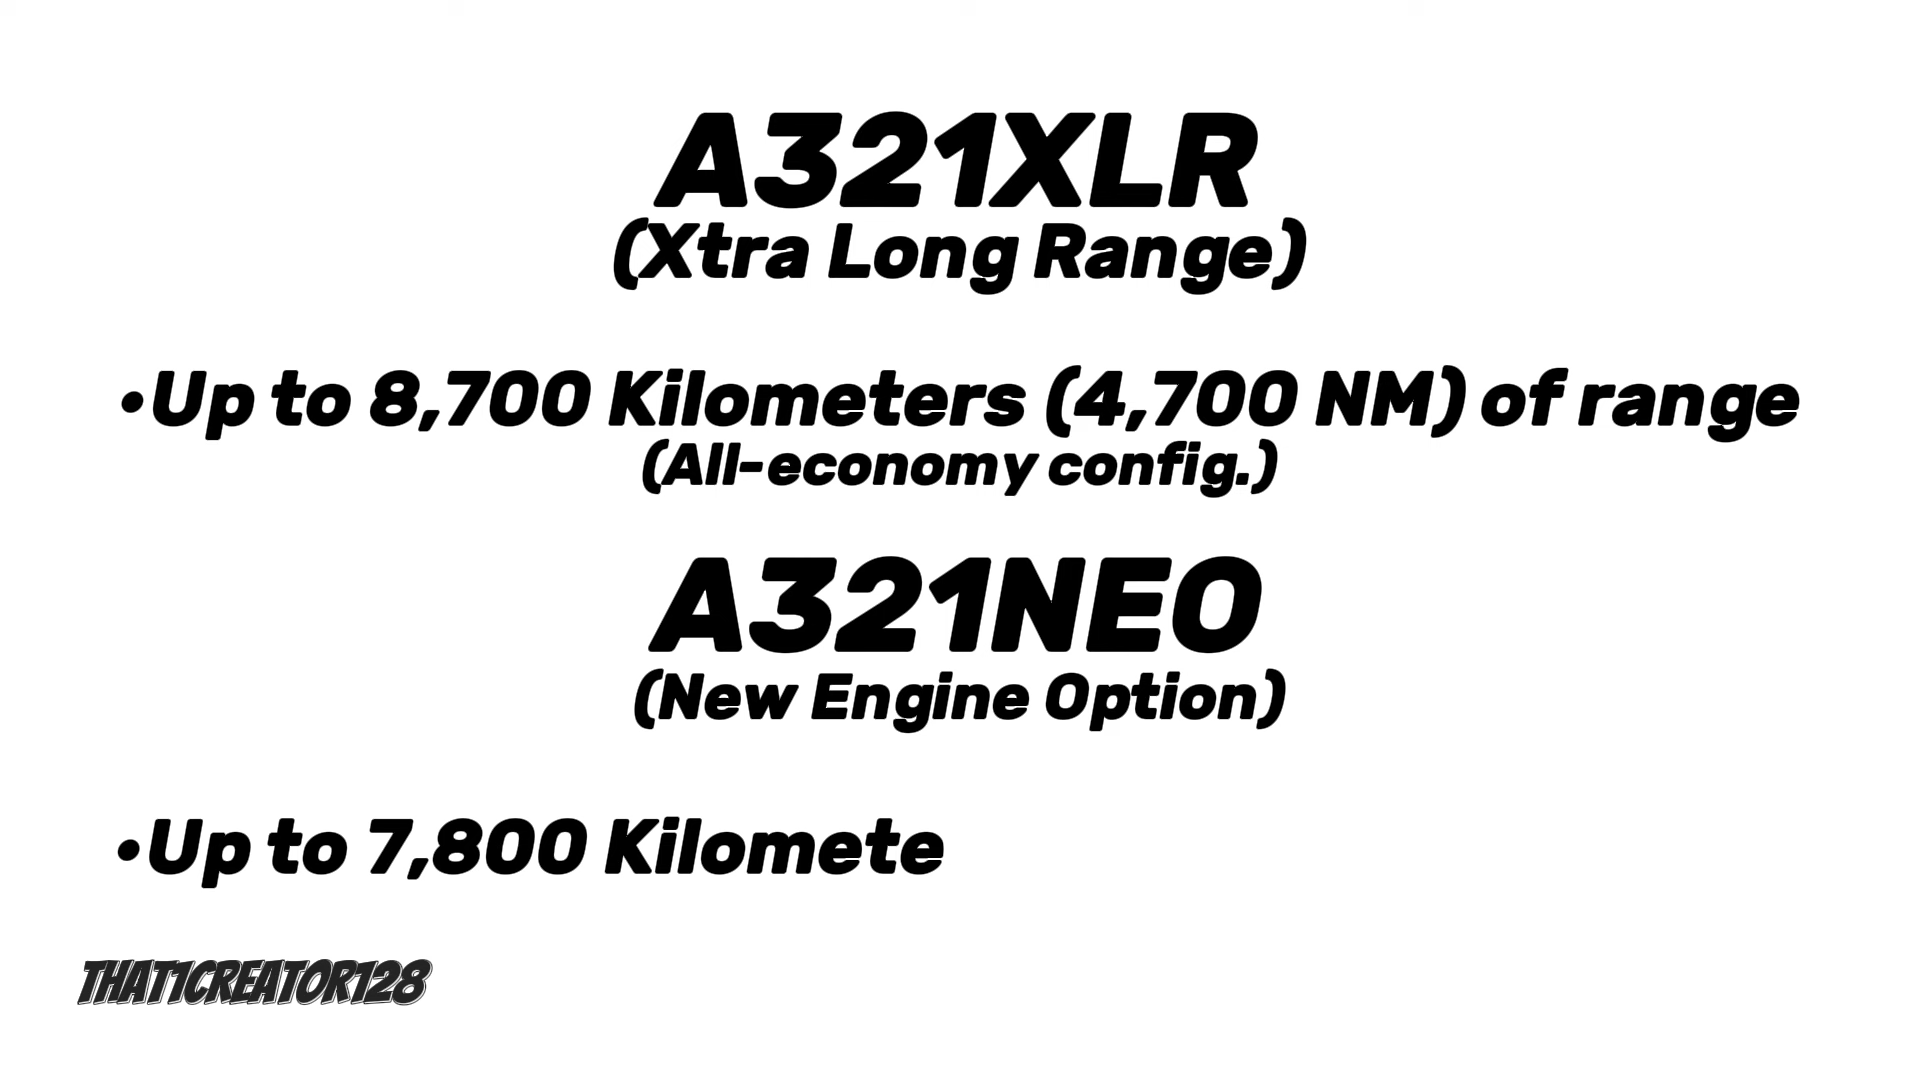 A321XLR
(Xtra Long Range)
•Up to 8,700 Kilometers (4,700 NM) of range
(All-economy config.)
A321NEO
(New Engine Option)
•Up to 7,800 Kilomete
THAT1CREATOR128